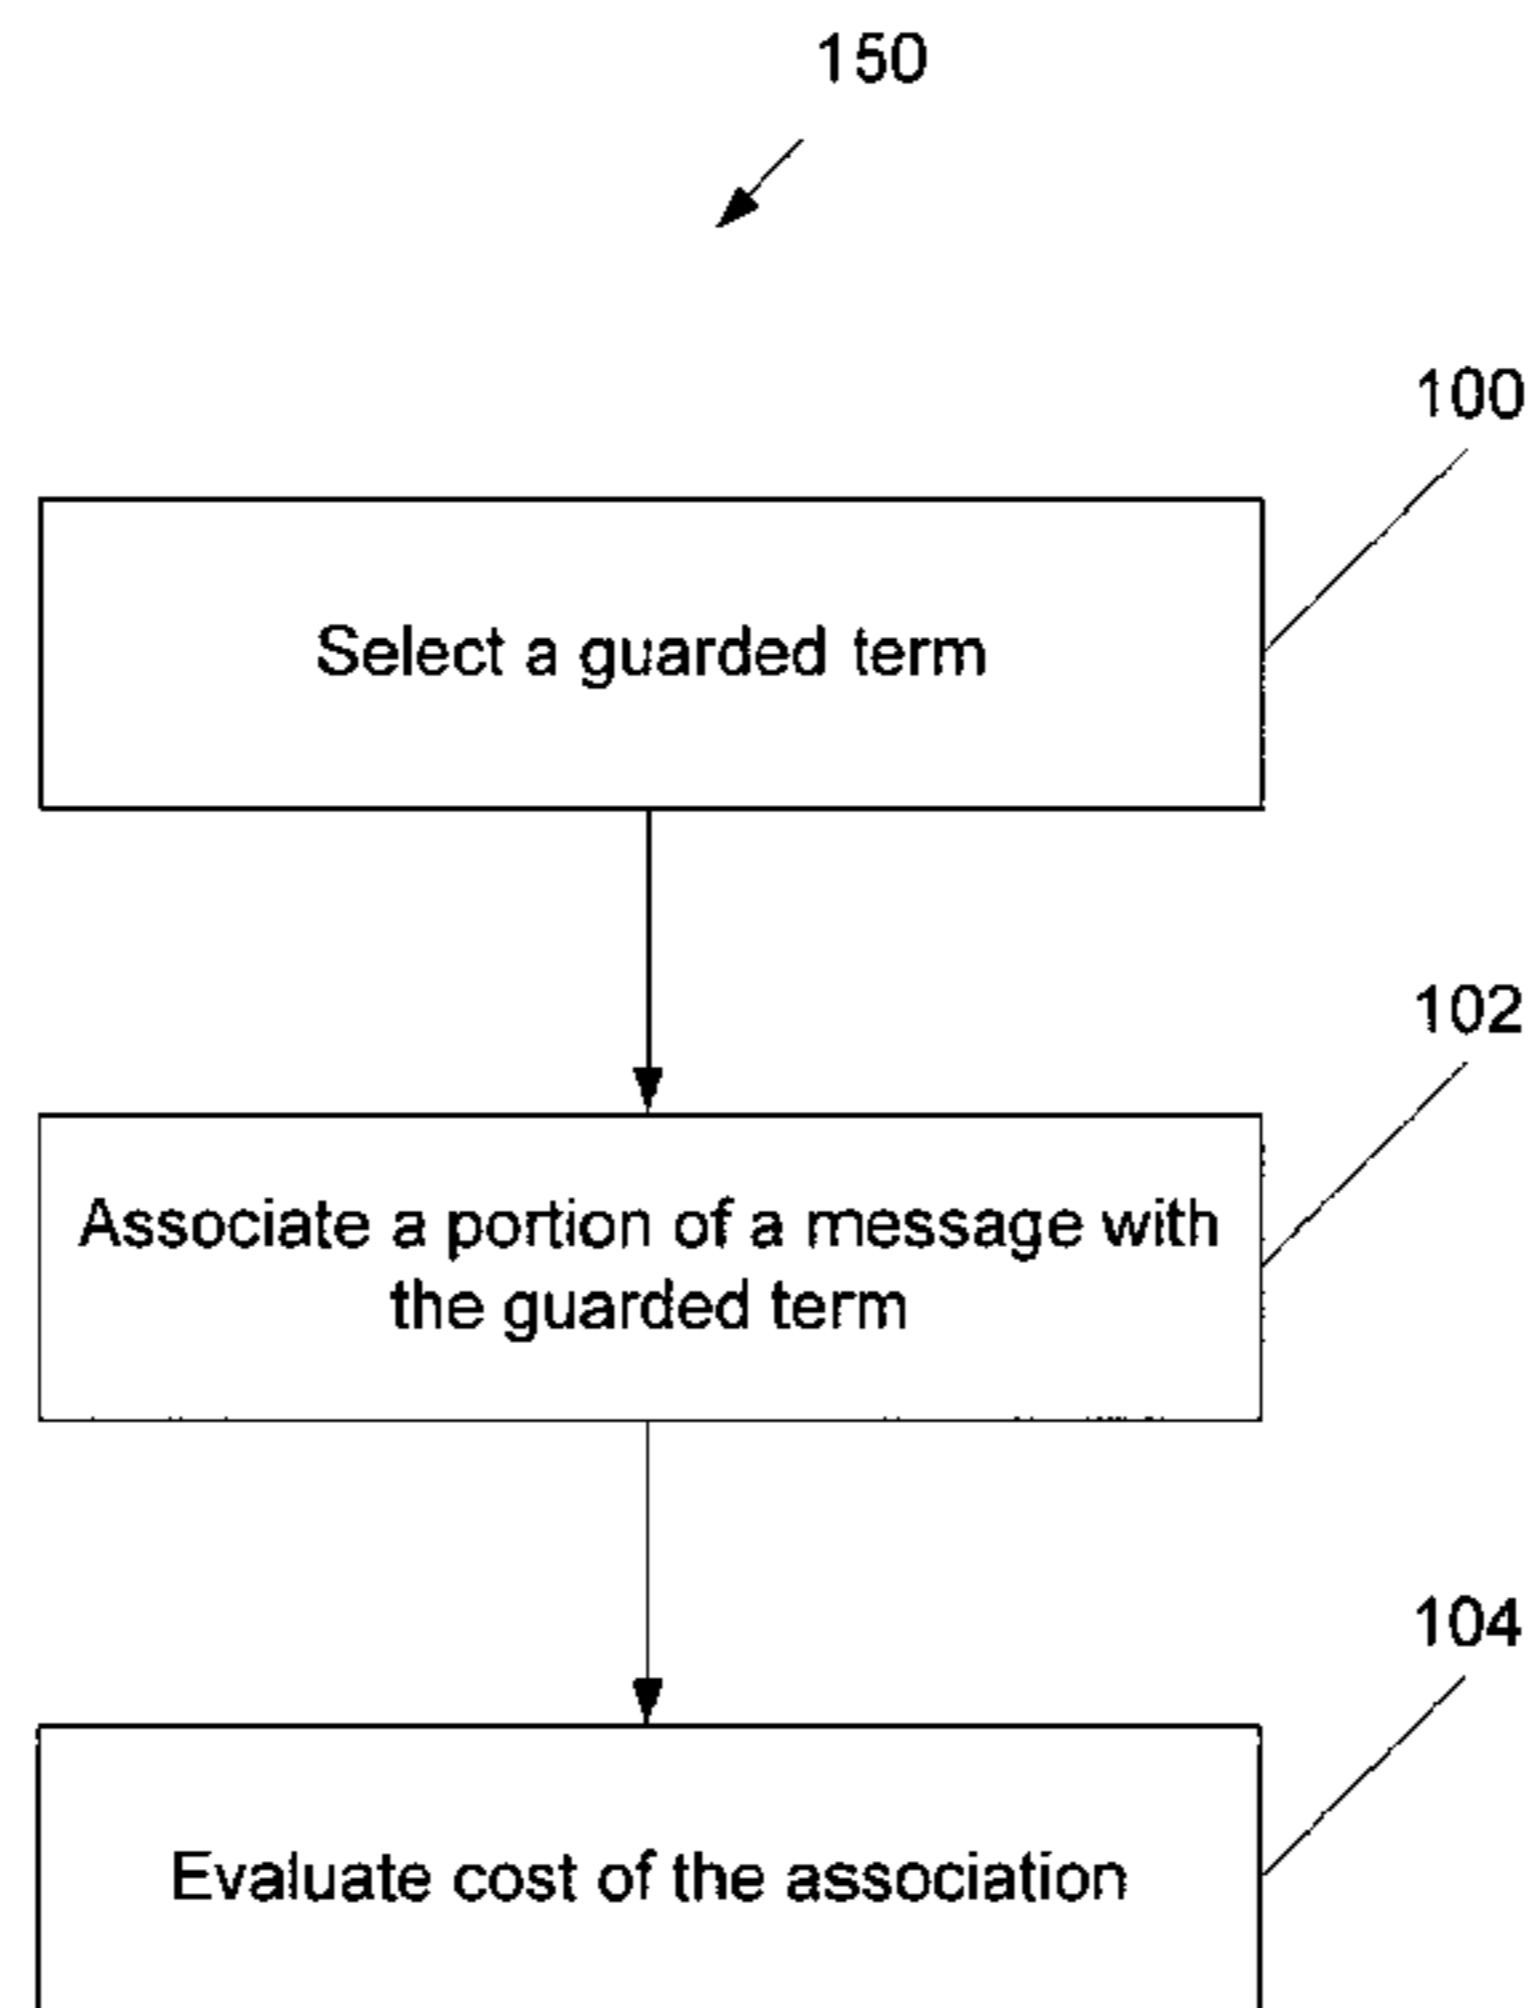 150
100
Select a guarded term
102
Associate a portion of a message with
the guarded term
104
Evaluate cost of the association